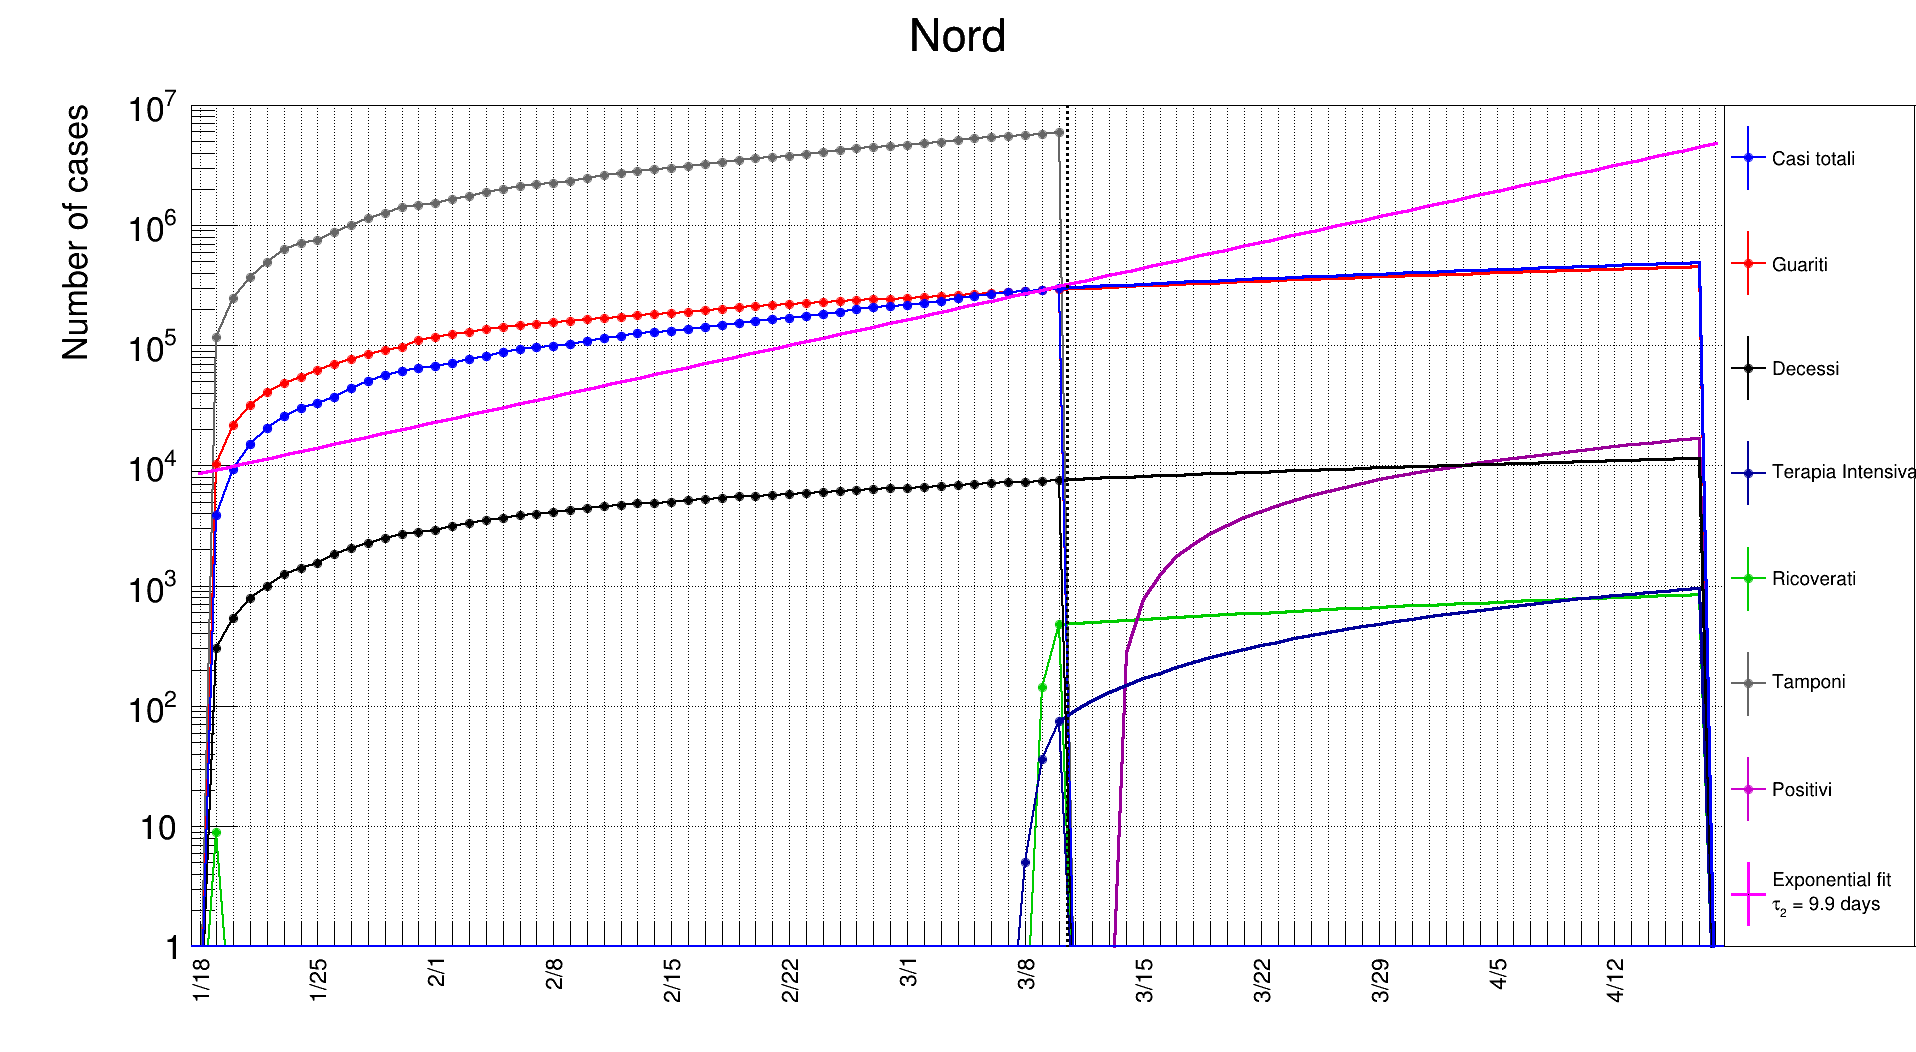 Nord
Number of cases
10^7
10^6
10^5
10^4
10^3
10^2
10
1
1/18
1/25
2/1
2/8
2/15
2/22
3/1
3/8
3/15
3/22
3/29
4/5
4/12
Casi totali
Guariti
Decessi
Terapia Intensiva
Ricoverati
Tamponi
Positivi
Exponential fit
τ₂ = 9.9 days